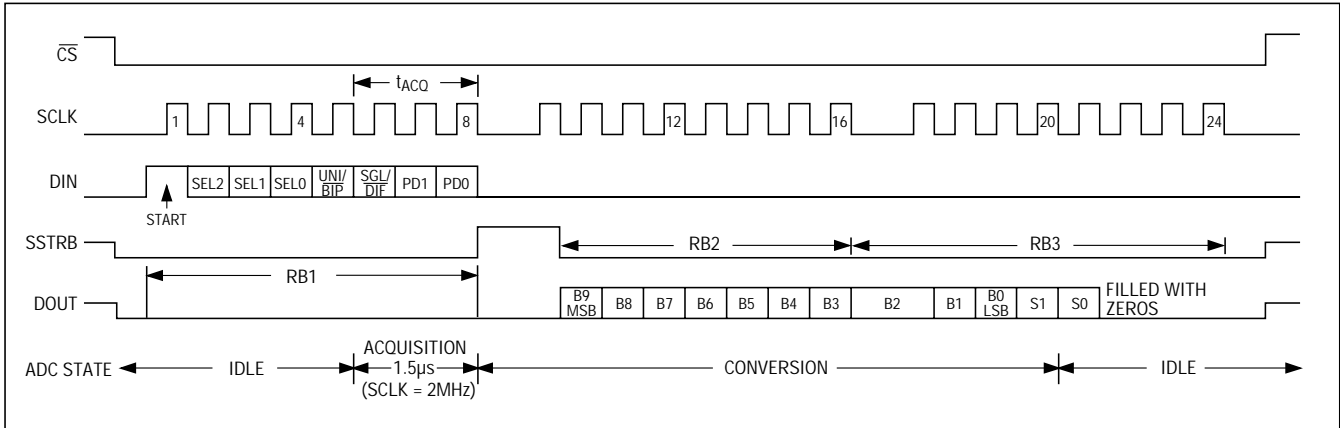 CS
tACQ
SCLK
1 4 8 12 16 20 24
DIN
SEL2 SEL1 SEL0 UNI/BIP SGL/DIF PD1 PD0
START
SSTRB
RB2 RB3
RB1
DOUT
B9 MSB B8 B7 B6 B5 B4 B3 B2 B1 B0 LSB S1 S0 FILLED WITH ZEROS
ADC STATE IDLE ACQUISITION 1.5µs (SCLK = 2MHz) CONVERSION IDLE